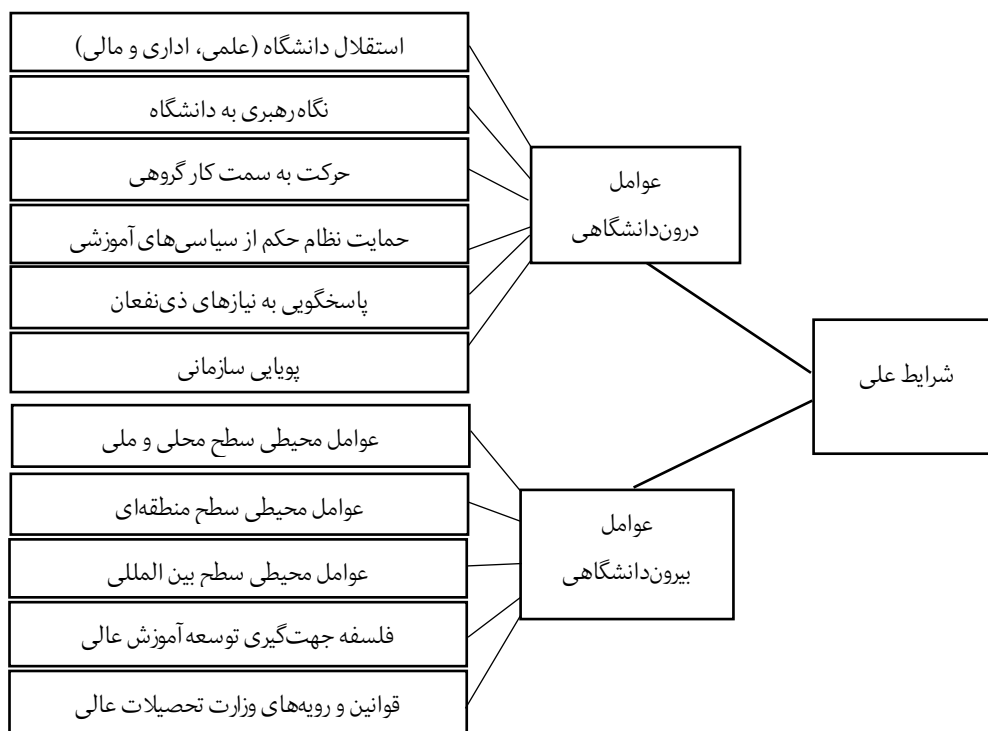 استقلال دانشگاه (علمی، اداری و مالی)
نگاه رهبری به دانشگاه
حرکت به سمت کار گروهی
حمایت نظام حکم از سیاسی‌های آموزشی
پاسخگویی به نیازهای ذی‌نفعان
پویایی سازمانی
عوامل
درون‌دانشگاهی
شرایط علی
عوامل محیطی سطح محلی و ملی
عوامل محیطی سطح منطقه‌ای
عوامل محیطی سطح بین المللی
فلسفه جهت‌گیری توسعه آموزش عالی
قوانین و رویه‌های وزارت تحصیلات عالی
عوامل
بیرون‌دانشگاهی